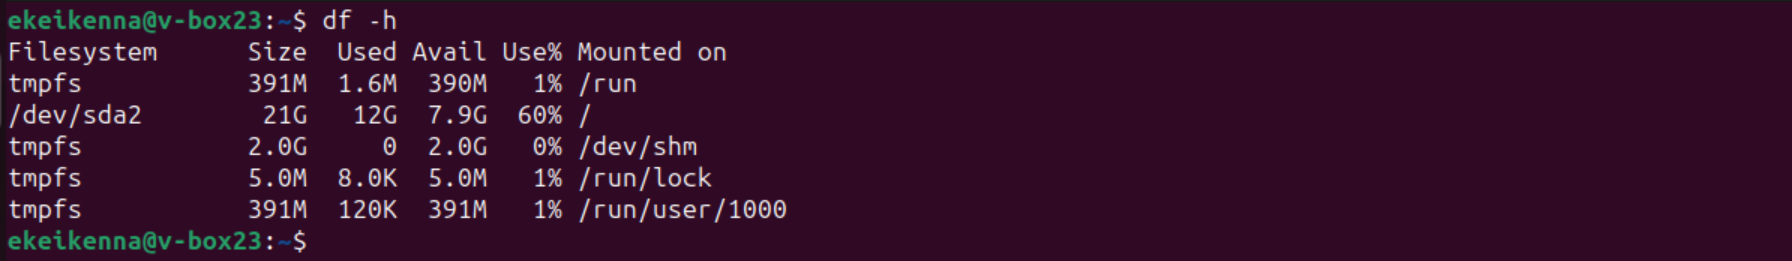 ekeikenna@v-box23:~$ df -h
Filesystem      Size  Used Avail Use% Mounted on
tmpfs           391M  1.6M  390M   1% /run
/dev/sda2        21G   12G  7.9G  60% /
tmpfs           2.0G     0  2.0G   0% /dev/shm
tmpfs           5.0M  8.0K  5.0M   1% /run/lock
tmpfs           391M  120K  391M   1% /run/user/1000
ekeikenna@v-box23:~$